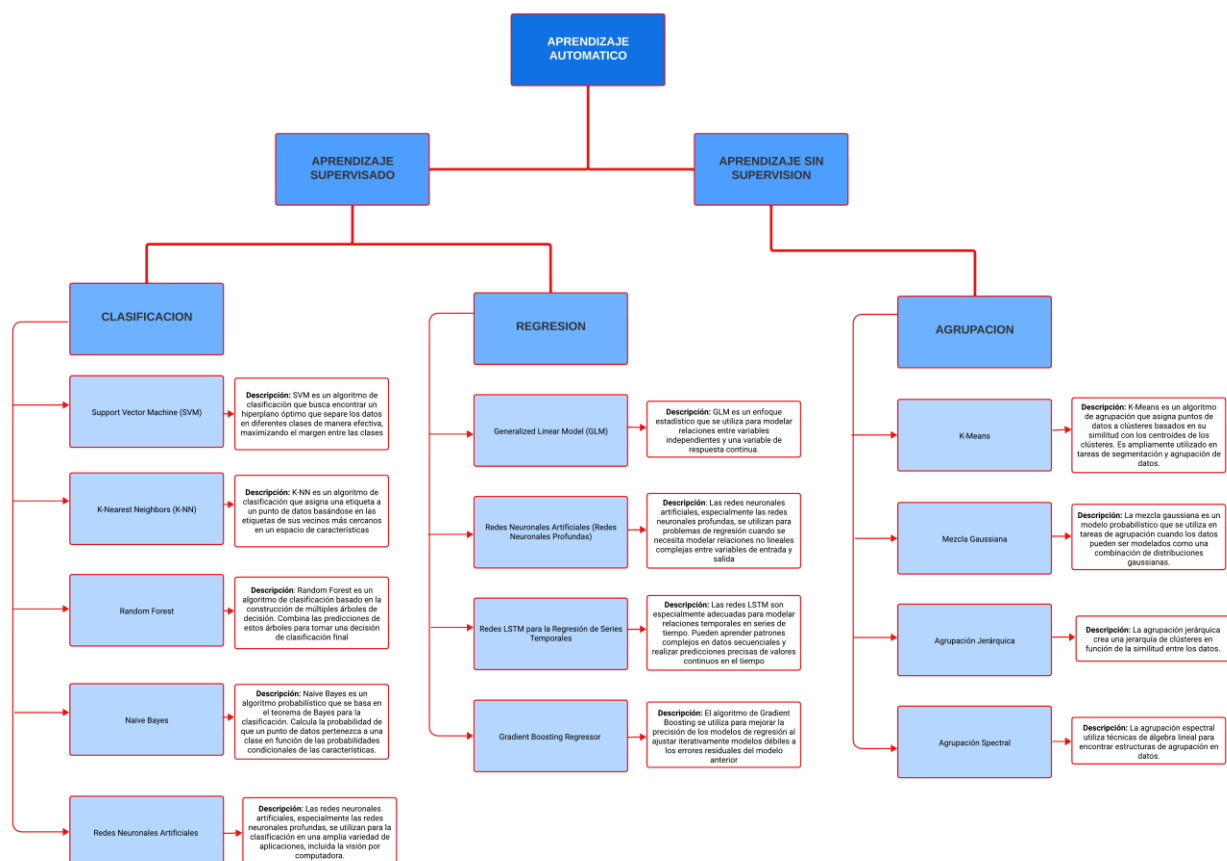 APRENDIZAJE
AUTOMATICO
APRENDIZAJE
SUPERVISADO
APRENDIZAJE SIN
SUPERVISION
CLASIFICACION
Support Vector Machine (SVM)
Descripción: SVM es un algoritmo de
clasificación que busca encontrar un
hiperplano óptimo que separe los datos
en diferentes clases de manera efectiva,
maximizando el margen entre las clases
K-Nearest Neighbors (K-NN)
Descripción: K-NN es un algoritmo de
clasificación que asigna una etiqueta a
un punto de datos basándose en las
etiquetas de sus vecinos más cercanos
en un espacio de características
Random Forest
Descripción: Random Forest es un
algoritmo de clasificación basado en la
construcción de múltiples árboles de
decisión. Combina las predicciones de
estos árboles para tomar una decisión
de clasificación final
Naive Bayes
Descripción: Naive Bayes es un
algoritmo probabilístico que se basa en
el teorema de Bayes para la
clasificación. Calcula la probabilidad de
que un punto de datos pertenezca a una
clase en función de las probabilidades
condicionales de las características.
Redes Neuronales Artificiales
Descripción: Las redes neuronales
artificiales, especialmente las redes
neuronales profundas, se utilizan para la
clasificación en una amplia variedad de
aplicaciones, incluida la visión por
computadora.
REGRESION
Generalized Linear Model (GLM)
Descripción: GLM es un enfoque
estadístico que se utiliza para modelar
relaciones entre variables
independientes y una variable de
respuesta continua.
Redes Neuronales Artificiales (Redes
Neuronales Profundas)
Descripción: Las redes neuronales
artificiales, especialmente las redes
neuronales profundas, se utilizan para
problemas de regresión cuando se
necesita modelar relaciones no lineales
complejas entre variables de entrada y
salida
Redes LSTM para la Regresión de Series
Temporales
Descripción: Las redes LSTM son
especialmente adecuadas para modelar
relaciones temporales en series de
tiempo. Pueden aprender patrones
complejos en datos secuenciales y
realizar predicciones precisas de valores
continuos en el tiempo
Gradient Boosting Regressor
Descripción: El algoritmo de Gradient
Boosting se utiliza para mejorar la
precisión de los modelos de regresión al
ajustar iterativamente modelos débiles a
los errores residuales del modelo
anterior
AGRUPACION
K-Means
Descripción: K-Means es un algoritmo
de agrupación que asigna puntos de
datos a clústeres basados en su
similitud con los centroides de los
clústeres. Es ampliamente utilizado en
tareas de segmentación y agrupación de
datos.
Mezcla Gaussiana
Descripción: La mezcla gaussiana es un
modelo probabilístico que se utiliza en
tareas de agrupación cuando los datos
pueden ser modelados como una
combinación de distribuciones
gaussianas.
Agrupación Jerárquica
Descripción: La agrupación jerárquica
crea una jerarquía de clústeres en
función de la similitud entre los datos.
Agrupación Spectral
Descripción: La agrupación espectral
utiliza técnicas de álgebra lineal para
encontrar estructuras de agrupación en
datos.